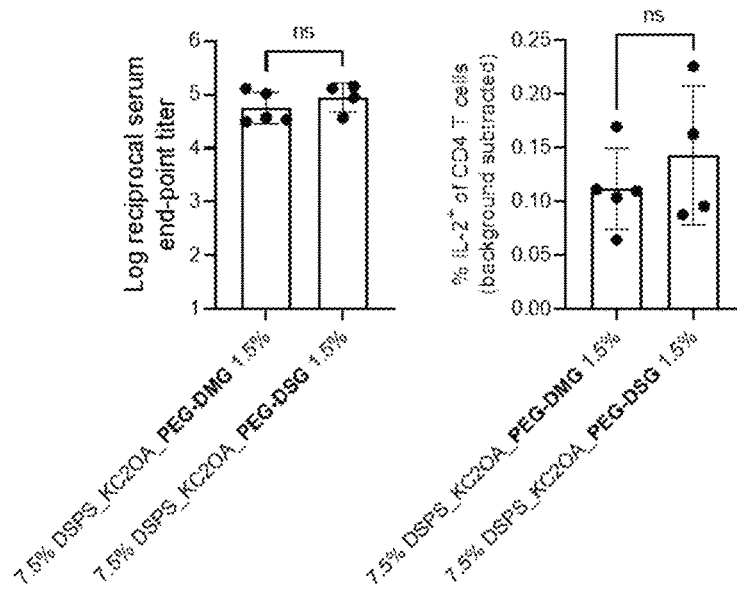 ns
Log reciprocal serum
end-point titer
6
5
4
3
2
1
7.5% DSPS_KC2OA_PEG-DMG 1.5%
7.5% DSPS_KC2OA_PEG-DSG 1.5%
ns
% IL-2+ of CD4 T cells
(background subtracted)
0.25
0.20
0.15
0.10
0.05
0.00
7.5% DSPS_KC2OA_PEG-DMG 1.5%
7.5% DSPS_KC2OA_PEG-DSG 1.5%